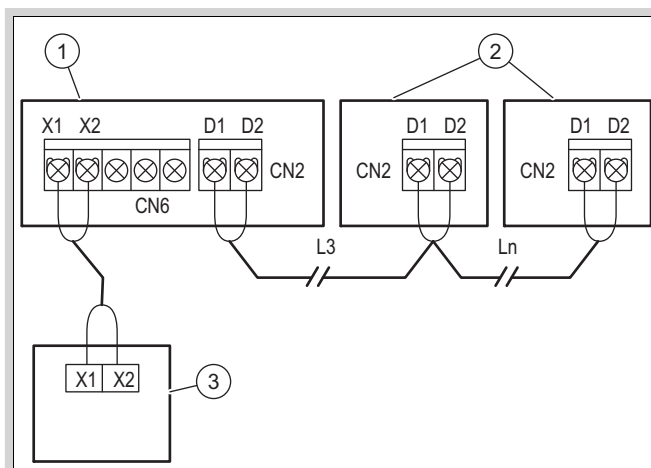 1
2
X1 X2 D1 D2 D1 D2 D1 D2
CN2 CN2 CN2
CN6
L3 Ln
X1 X2
3